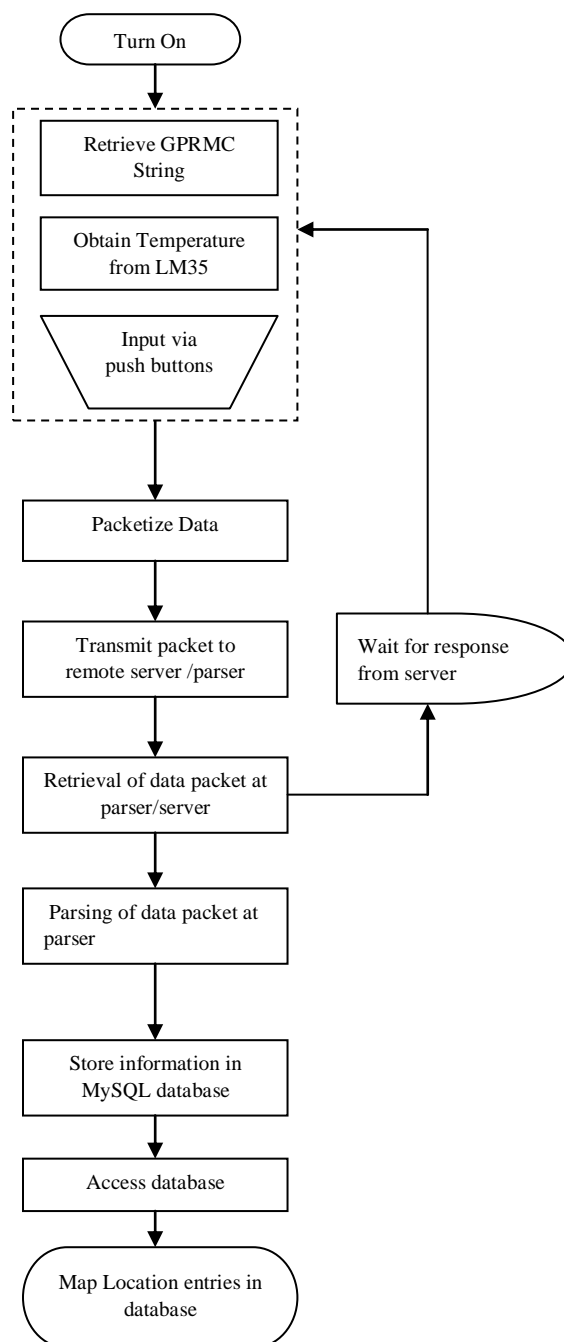 Turn On
Retrieve GPRMC
String
Obtain Temperature
from LM35
Input via
push buttons
Packetize Data
Transmit packet to
remote server /parser
Wait for response
from server
Retrieval of data packet at
parser/server
Parsing of data packet at
parser
Store information in
MySQL database
Access database
Map Location entries in
database